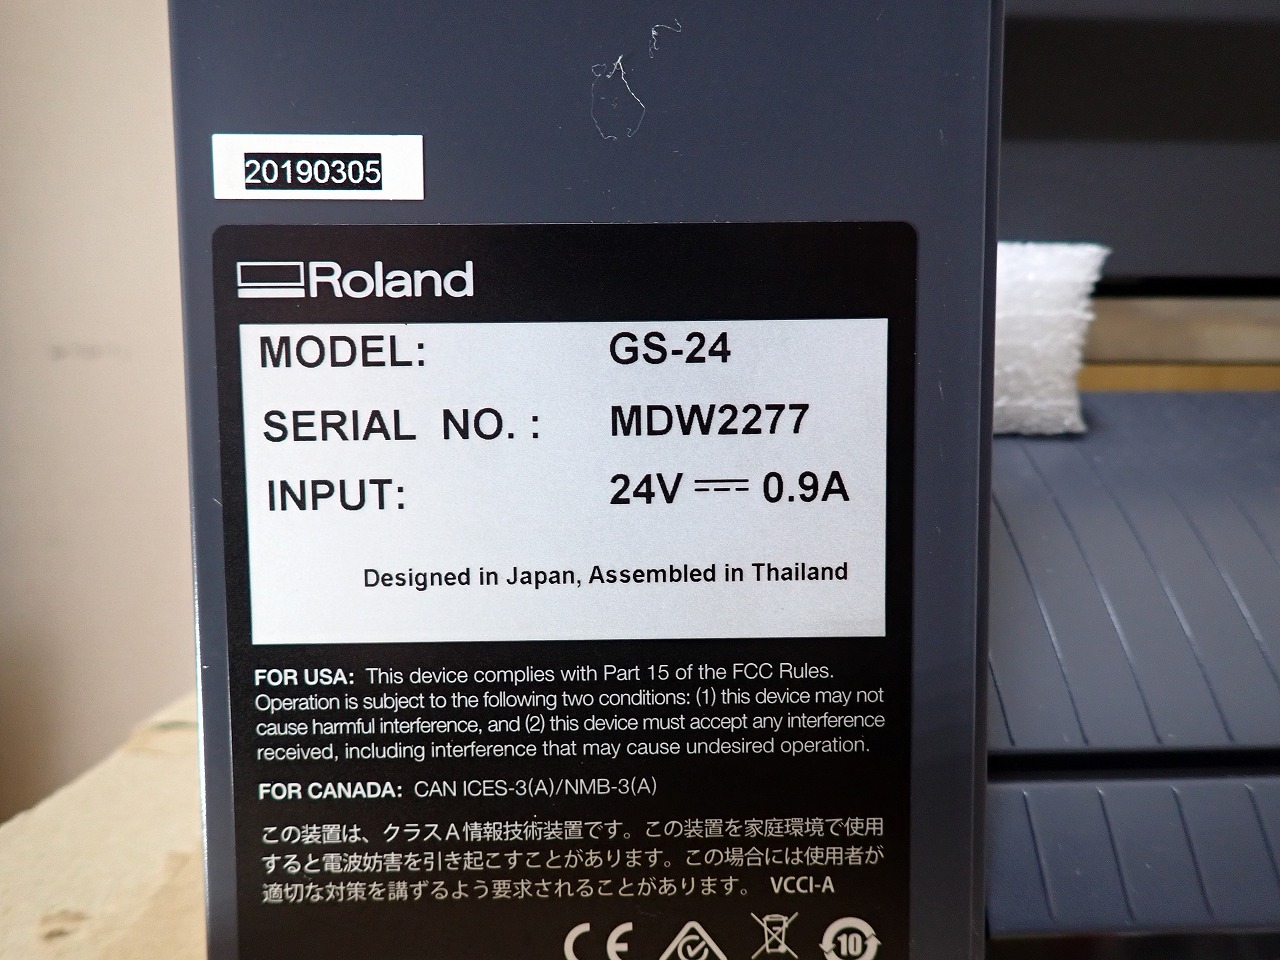 20190305
Roland
MODEL: GS-24
SERIAL NO. : MDW2277
INPUT: 24V ⎓ 0.9A
Designed in Japan, Assembled in Thailand
FOR USA: This device complies with Part 15 of the FCC Rules.
Operation is subject to the following two conditions: (1) this device may not
cause harmful interference, and (2) this device must accept any interference
received, including interference that may cause undesired operation.
FOR CANADA: CAN ICES-3(A)/NMB-3(A)
この装置は、クラスA情報技術装置です。この装置を家庭環境で使用
すると電波妨害を引き起こすことがあります。この場合には使用者が
適切な対策を講ずるよう要求されることがあります。 VCCI-A
CE 10